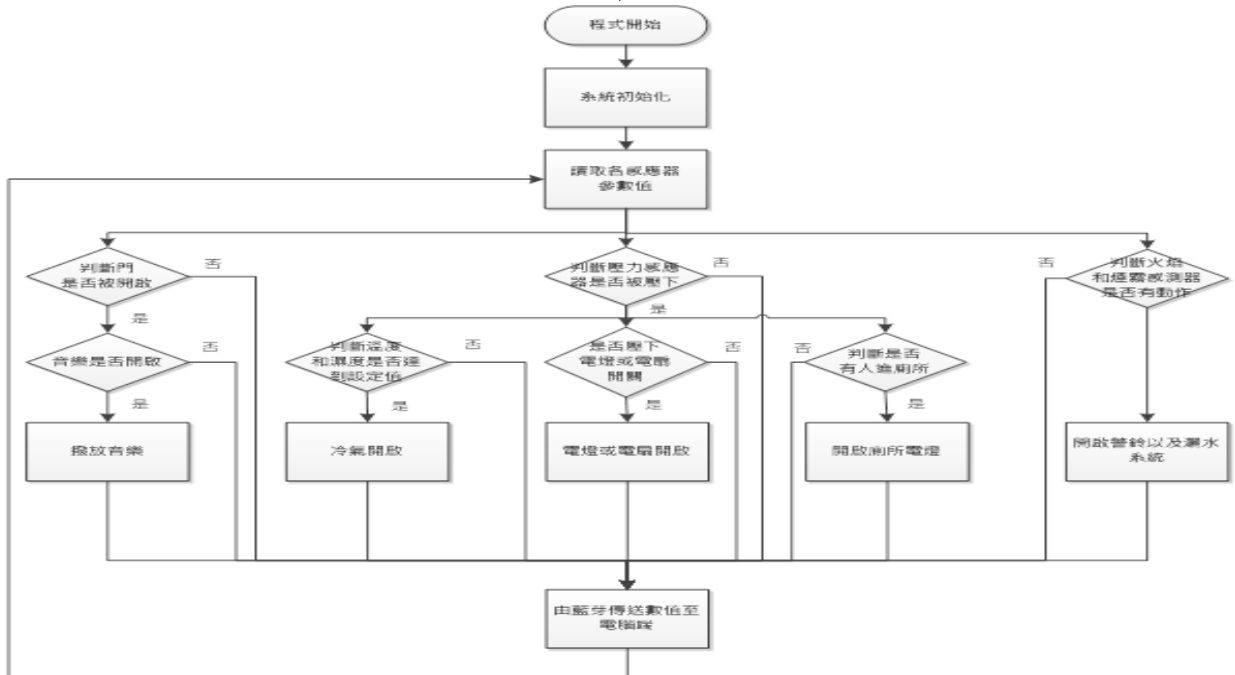 程式開始
系統初始化
讀取各感應器
參數值
判斷門
是否被開啟
否
判斷壓力感應
器是否被壓下
否
否
判斷火焰
和煙霧感測器
是否有動作
是
是
音樂是否開啟
否
判斷溫度
和濕度是否達
到設定值
否
是否壓下
電燈或電扇
開關
否
否
判斷是否
有人進廁所
是
是
是
是
撥放音樂
冷氣開啟
電燈或電扇開啟
開啟廁所電燈
開啟警鈴以及灑水
系統
由藍芽傳送數值至
電腦端